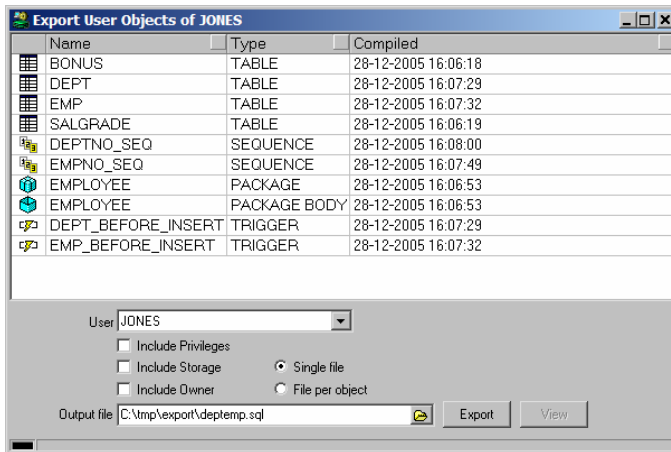 Export User Objects of JONES
Name Type Compiled
BONUS TABLE 28-12-2005 16:06:18
DEPT TABLE 28-12-2005 16:07:29
EMP TABLE 28-12-2005 16:07:32
SALGRADE TABLE 28-12-2005 16:06:19
DEPTNO_SEQ SEQUENCE 28-12-2005 16:08:00
EMPNO_SEQ SEQUENCE 28-12-2005 16:07:49
EMPLOYEE PACKAGE 28-12-2005 16:06:53
EMPLOYEE PACKAGE BODY 28-12-2005 16:06:53
DEPT_BEFORE_INSERT TRIGGER 28-12-2005 16:07:29
EMP_BEFORE_INSERT TRIGGER 28-12-2005 16:07:32
User JONES
Include Privileges
Include Storage Single file
Include Owner File per object
Output file C:\tmp\export\deptemp.sql Export View